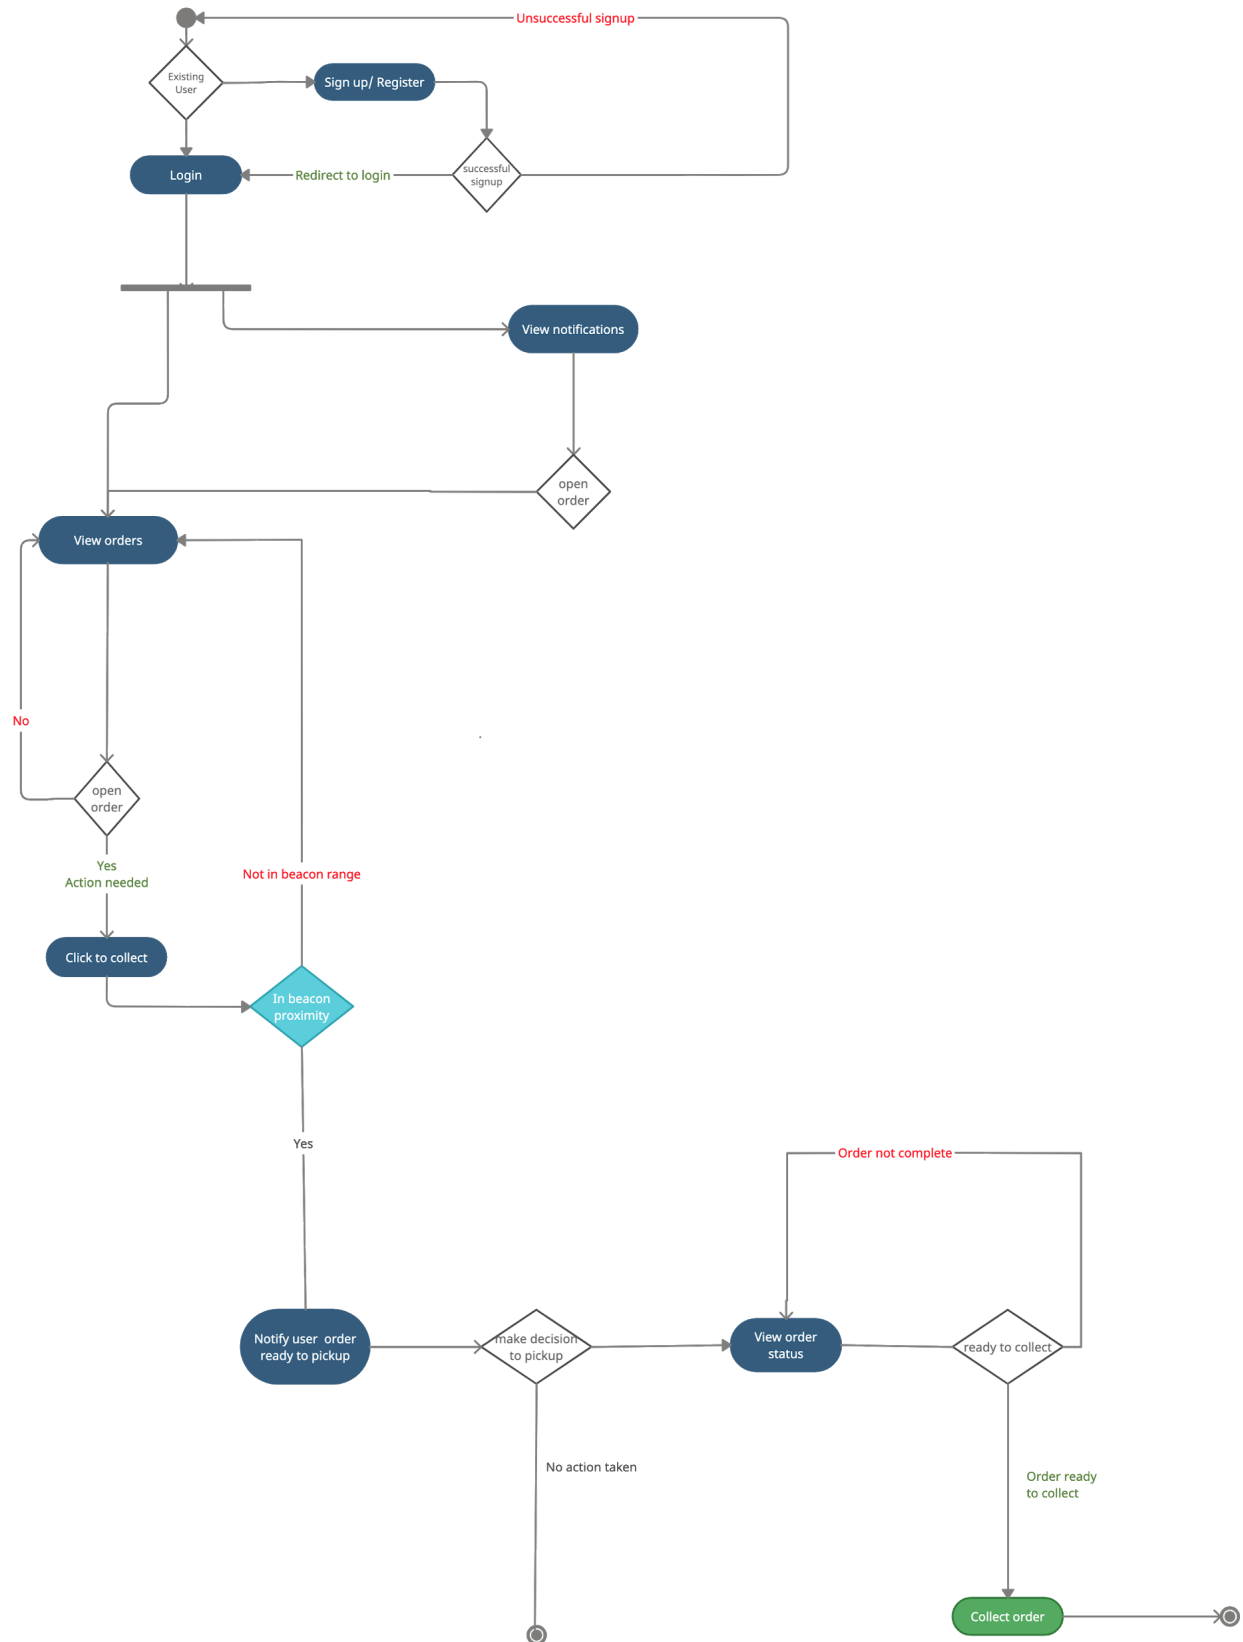 Unsuccessful signup
Existing
User
Sign up/ Register
Login
Redirect to login
successful
signup
View notifications
open
order
View orders
No
open
order
Yes
Action needed
Not in beacon range
Click to collect
In beacon
proximity
Yes
Order not complete
Notify user order
ready to pickup
make decision
to pickup
View order
status
ready to collect
No action taken
Order ready
to collect
Collect order